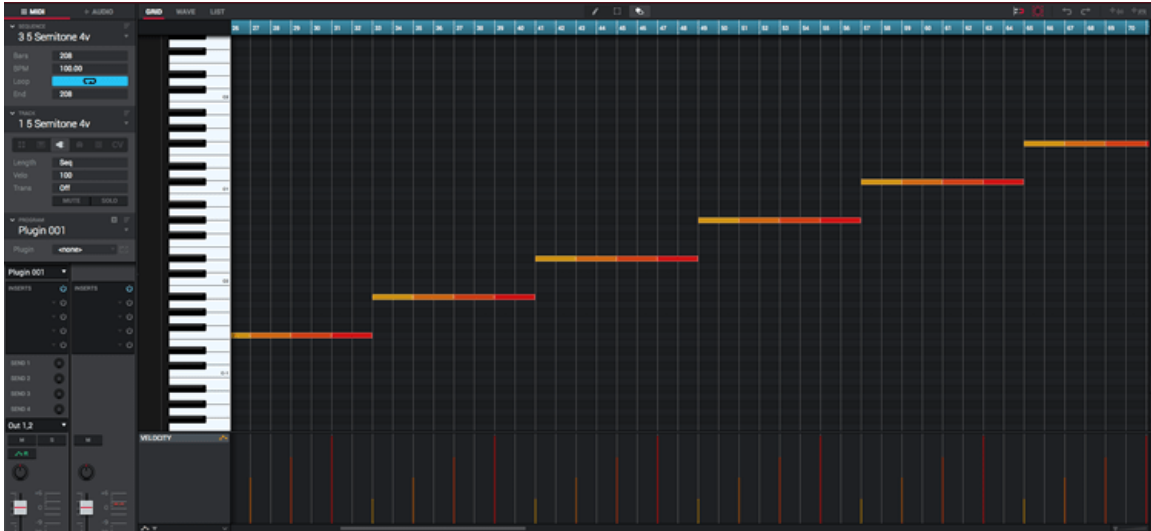 MIDI + AUDIO GRID WAVE LIST
SEQUENCE
3 5 Semitone 4v
Bars 208
BPM 100.00
Loop
End 208
TRACK
1 5 Semitone 4v
CV
Length Seq
Velo 100
Trans Off
MUTE SOLO
PROGRAM
Plugin 001
Plugin <none>
Plugin 001
INSERTS INSERTS
SEND 1
SEND 2
SEND 3
SEND 4
Out 1,2
M S M
R
26 27 28 29 30 31 32 33 34 35 36 37 38 39 40 41 42 43 44 45 46 47 48 49 50 51 52 53 54 55 56 57 58 59 60 61 62 63 64 65 66 67 68 69 70
VELOCITY